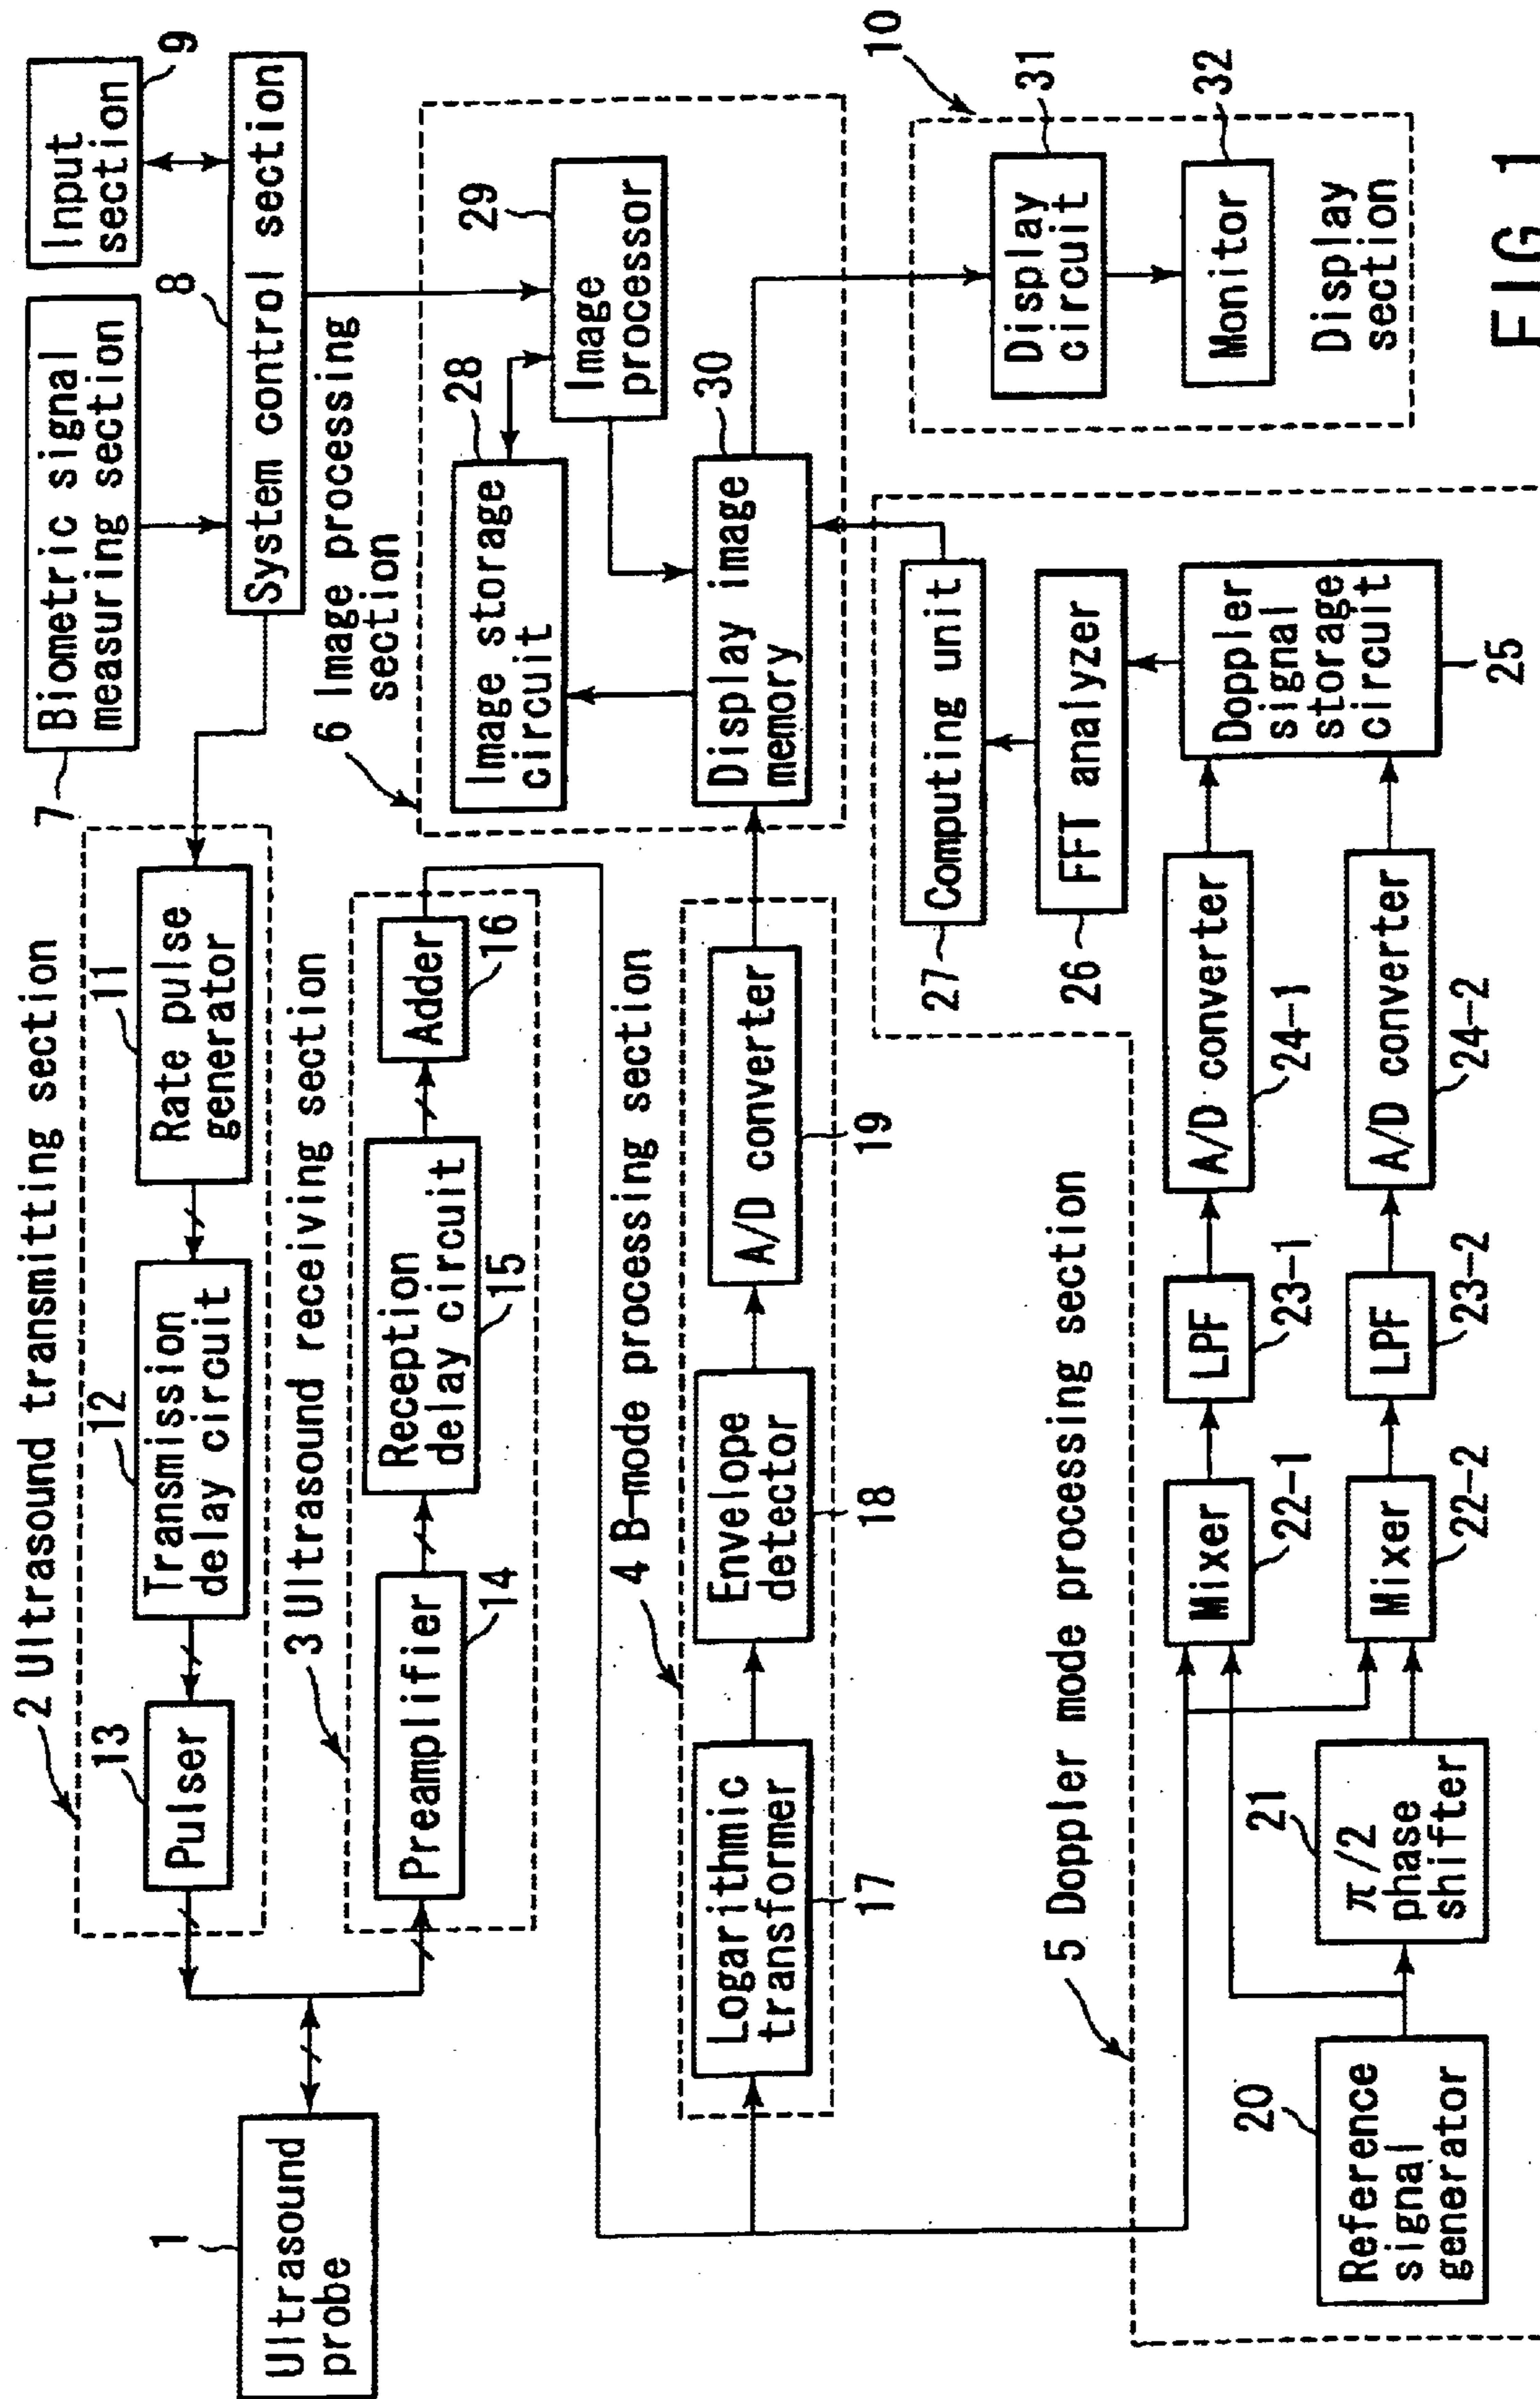 1
Ultrasound
probe
2 Ultrasound transmitting section
13
Pulser
12
Transmission
delay circuit
11
Rate pulse
generator
3 Ultrasound receiving section
Preamplifier
14
Reception
delay circuit
15
Adder
16
7
Biometric signal
measuring section
Input
section
9
8
System control section
4 B-mode processing section
Logarithmic
transformer
17
Envelope
detector
18
A/D converter
19
6 Image processing
section
28
Image storage
circuit
29
Image
processor
30
Display image
memory
10
31
Display
circuit
32
Monitor
Display
section
5 Doppler mode processing section
20
Reference
signal
generator
21
π/2
phase
shifter
Mixer
22-1
LPF
23-1
A/D converter
24-1
Mixer
22-2
LPF
23-2
A/D converter
24-2
Doppler
signal
storage
circuit
25
26
FFT analyzer
27
Computing unit
FIG. 1